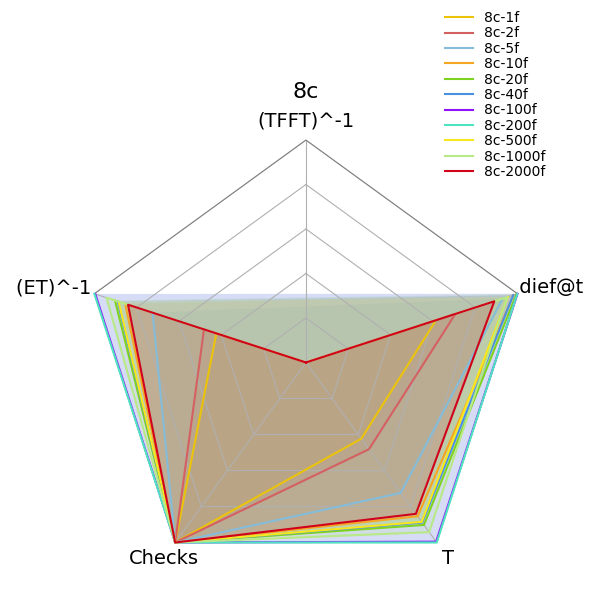 8c-1f
8c-2f
8c-5f
8c-10f
8c-20f
8c-40f
8c-100f
8c-200f
8c-500f
8c-1000f
8c-2000f
8c
(TFFT)^-1
(ET)^-1
dief@t
Checks
T